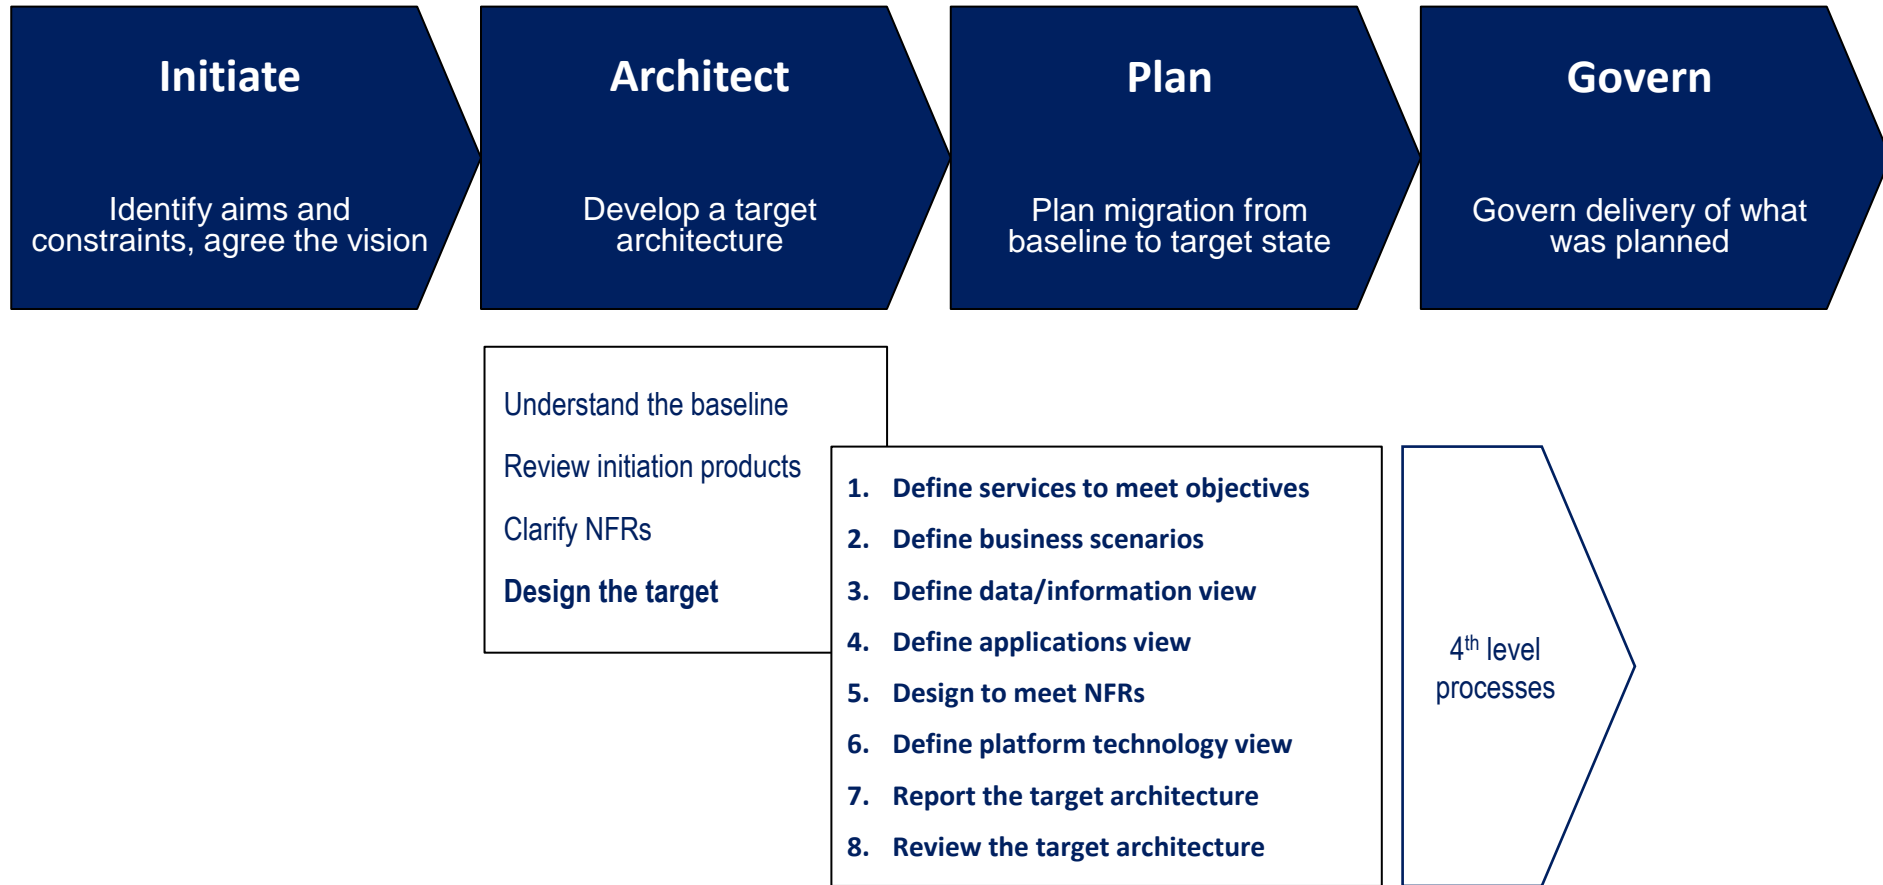 Initiate
Identify aims and
constraints, agree the vision
Architect
Develop a target
architecture
Plan
Plan migration from
baseline to target state
Govern
Govern delivery of what
was planned
Understand the baseline
Review initiation products
Clarify NFRs
Design the target
1. Define services to meet objectives
2. Define business scenarios
3. Define data/information view
4. Define applications view
5. Design to meet NFRs
6. Define platform technology view
7. Report the target architecture
8. Review the target architecture
4th level
processes